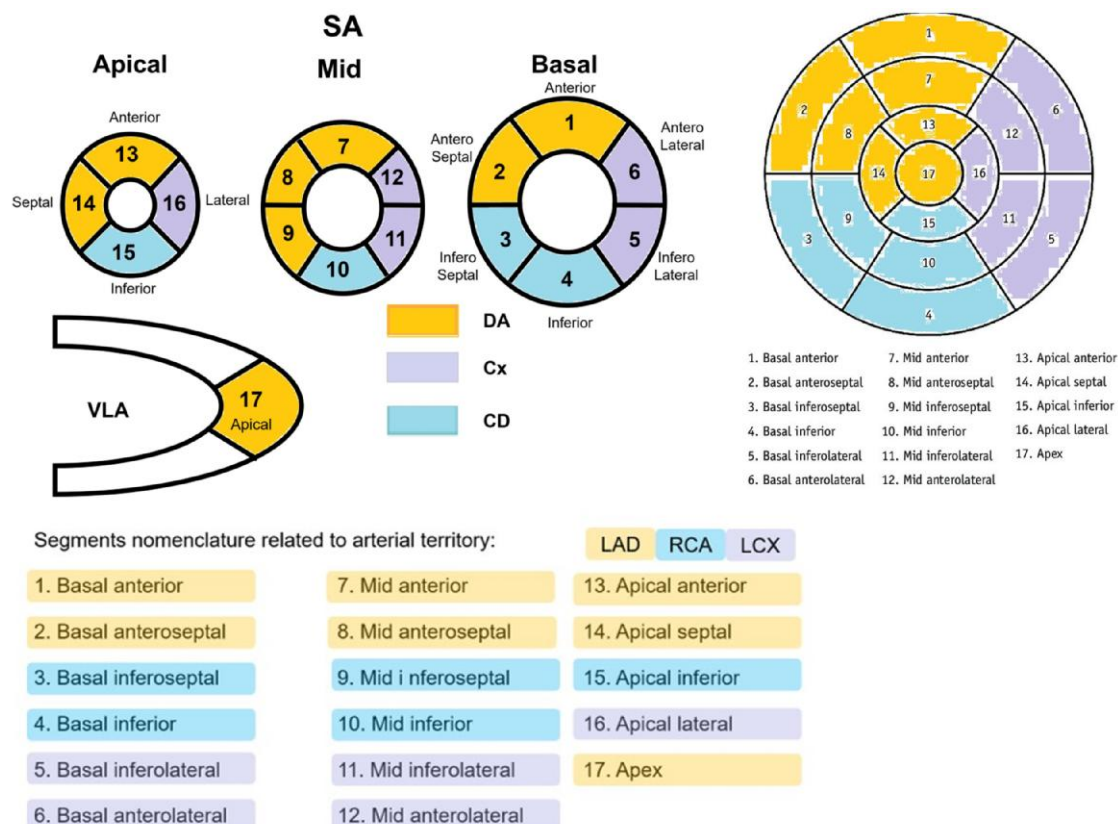 SA
Apical
Mid
Basal
Anterior
13
14
16
15
Septal
Lateral
Inferior
7
8
12
9
11
10
Anterior
Antero
Septal
Antero
Lateral
1
2
6
3
5
4
Infero
Septal
Infero
Lateral
Inferior
DA
Cx
CD
VLA
17
Apical
1
7
2
6
8
12
13
14
17
16
15
9
11
3
5
10
4
1. Basal anterior
2. Basal anteroseptal
3. Basal inferoseptal
4. Basal inferior
5. Basal inferolateral
6. Basal anterolateral
7. Mid anterior
8. Mid anteroseptal
9. Mid inferoseptal
10. Mid inferior
11. Mid inferolateral
12. Mid anterolateral
13. Apical anterior
14. Apical septal
15. Apical inferior
16. Apical lateral
17. Apex
Segments nomenclature related to arterial territory:
LAD
RCA
LCX
1. Basal anterior
2. Basal anteroseptal
3. Basal inferoseptal
4. Basal inferior
5. Basal inferolateral
6. Basal anterolateral
7. Mid anterior
8. Mid anteroseptal
9. Mid i nferoseptal
10. Mid inferior
11. Mid inferolateral
12. Mid anterolateral
13. Apical anterior
14. Apical septal
15. Apical inferior
16. Apical lateral
17. Apex